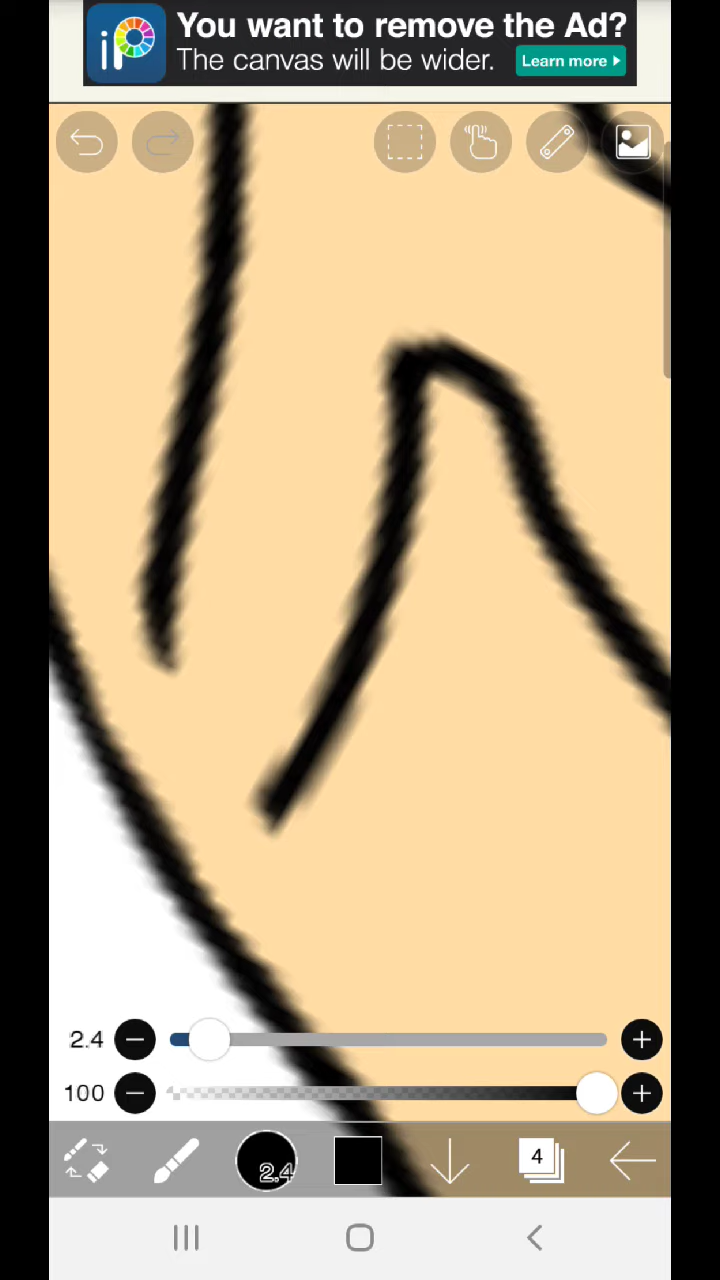 iP
You want to remove the Ad?
The canvas will be wider.
Learn more
2.4
100
2.4
4